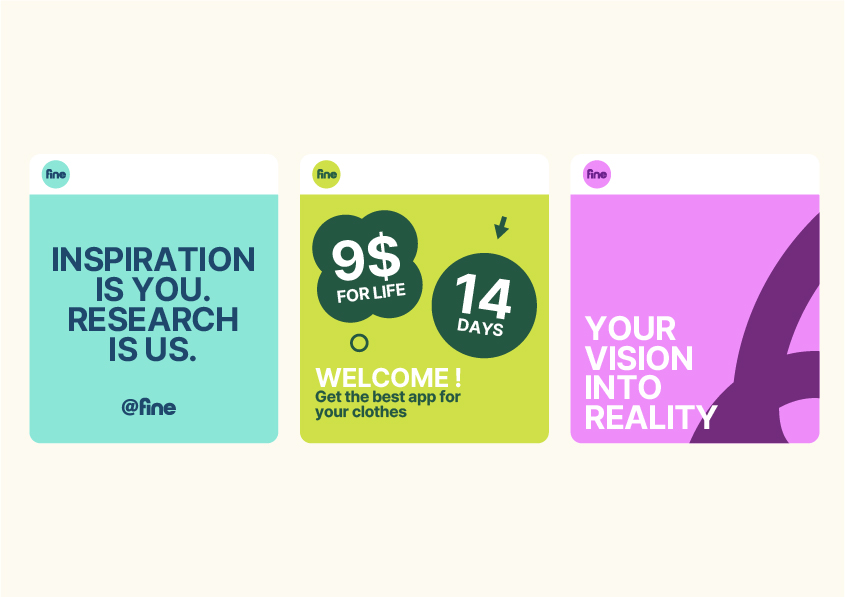 fine
INSPIRATION
IS YOU.
RESEARCH
IS US.
@fine
fine
9$
FOR LIFE
14
DAYS
WELCOME !
Get the best app for
your clothes
fine
YOUR
VISION
INTO
REALITY